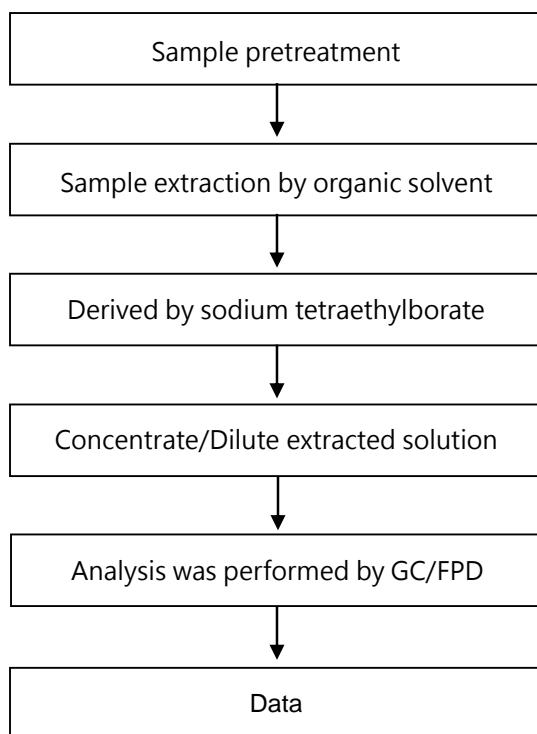 Sample pretreatment
Sample extraction by organic solvent
Derived by sodium tetraethylborate
Concentrate/Dilute extracted solution
Analysis was performed by GC/FPD
Data